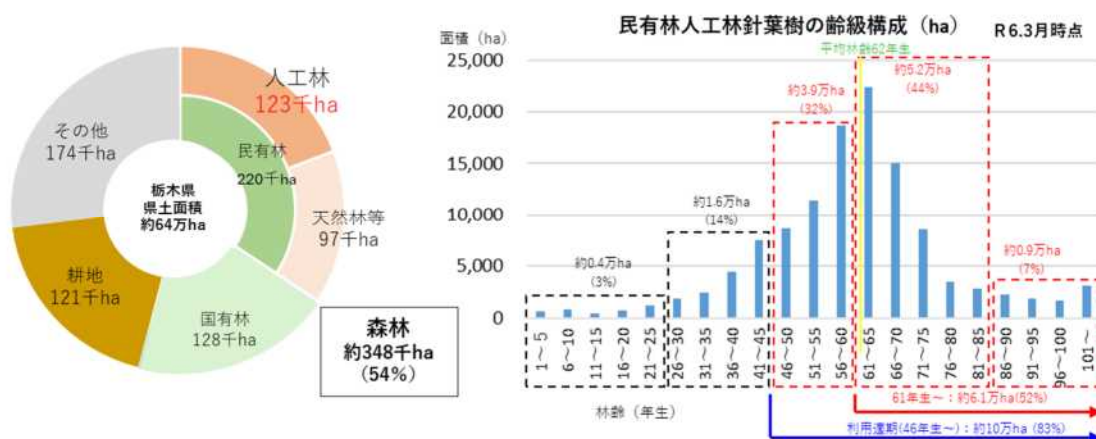 人工林
123千ha
その他
174千ha
民有林
220千ha
栃木県
県土面積
約64万ha
天然林等
97千ha
耕地
121千ha
国有林
128千ha
森林
約348千ha
(54%)
民有林人工林針葉樹の齢級構成（ha） R6.3月時点
面積（ha）
平均林齢62年生
25,000
20,000
15,000
10,000
5,000
0
約0.4万ha
(3%)
約1.6万ha
(14%)
約3.9万ha
(32%)
約5.2万ha
(44%)
約0.9万ha
(7%)
1～5
6～10
11～15
16～20
21～25
26～30
31～35
36～40
41～45
46～50
51～55
56～60
61～65
66～70
71～75
76～80
81～85
86～90
91～95
96～100
101～
林齢（年生）
61年生～：約6.1万ha(52%)
利用適期(46年生～)：約10万ha (83%)